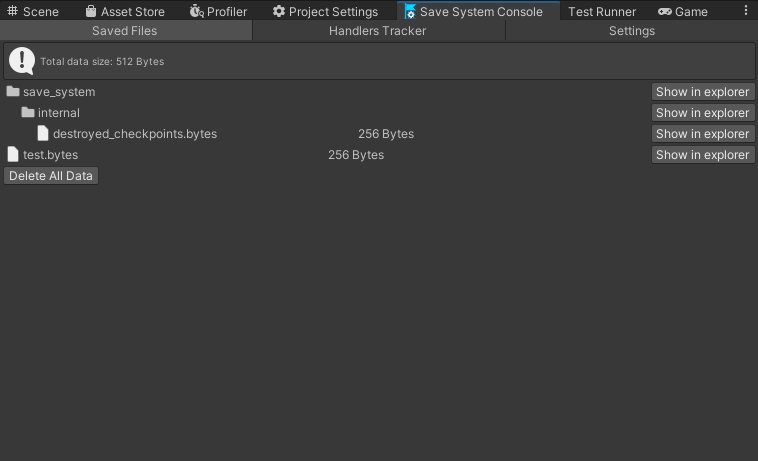 Scene Asset Store Profiler Project Settings Save System Console Test Runner Game
Saved Files Handlers Tracker Settings
Total data size: 512 Bytes
save_system Show in explorer
internal Show in explorer
destroyed_checkpoints.bytes 256 Bytes Show in explorer
test.bytes 256 Bytes Show in explorer
Delete All Data